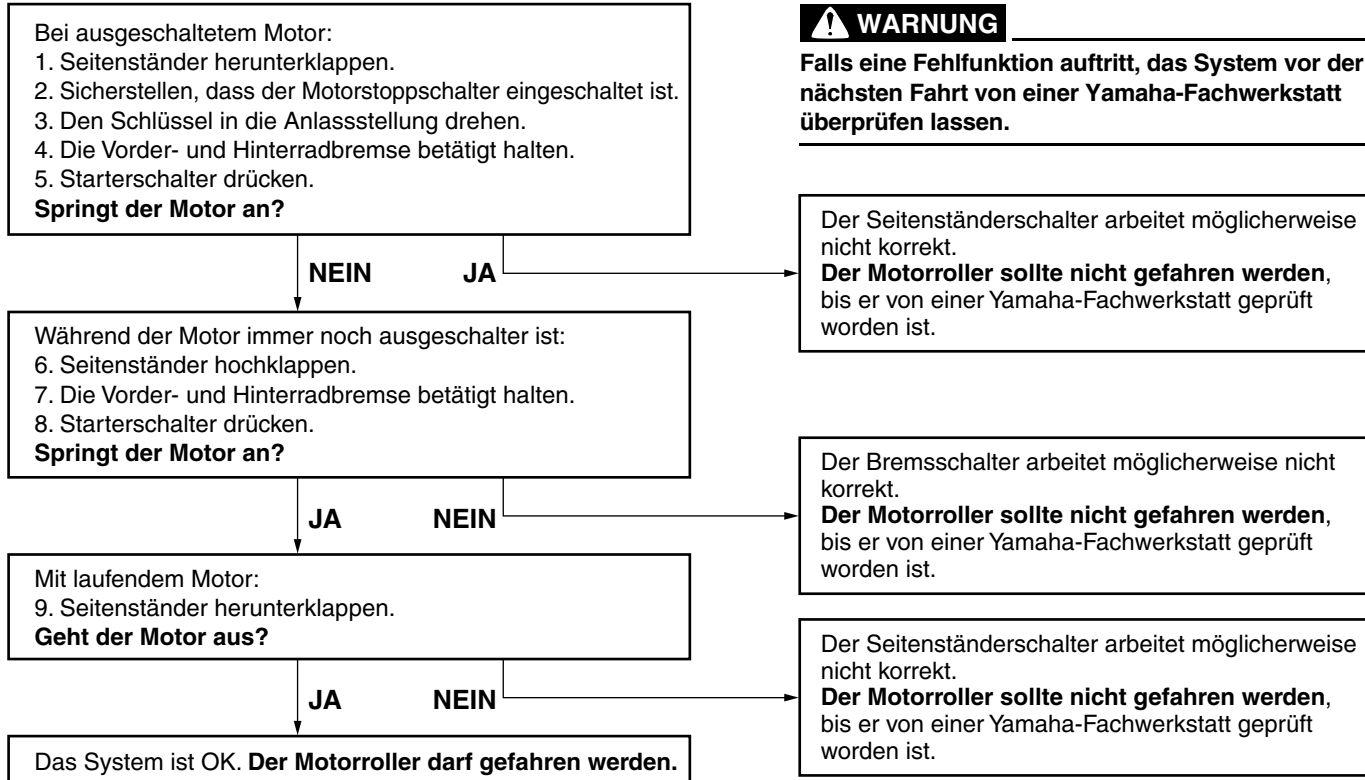 Bei ausgeschaltetem Motor:
1. Seitenständer herunterklappen.
2. Sicherstellen, dass der Motorstoppschalter eingeschaltet ist.
3. Den Schlüssel in die Anlassstellung drehen.
4. Die Vorder- und Hinterradbremse betätigt halten.
5. Starterschalter drücken.
Springt der Motor an?
WARNUNG
Falls eine Fehlfunktion auftritt, das System vor der
nächsten Fahrt von einer Yamaha-Fachwerkstatt
überprüfen lassen.
NEIN JA
Der Seitenständerschalter arbeitet möglicherweise
nicht korrekt.
Der Motorroller sollte nicht gefahren werden,
bis er von einer Yamaha-Fachwerkstatt geprüft
worden ist.
Während der Motor immer noch ausgeschalter ist:
6. Seitenständer hochklappen.
7. Die Vorder- und Hinterradbremse betätigt halten.
8. Starterschalter drücken.
Springt der Motor an?
JA NEIN
Der Bremsschalter arbeitet möglicherweise nicht
korrekt.
Der Motorroller sollte nicht gefahren werden,
bis er von einer Yamaha-Fachwerkstatt geprüft
worden ist.
Mit laufendem Motor:
9. Seitenständer herunterklappen.
Geht der Motor aus?
JA NEIN
Der Seitenständerschalter arbeitet möglicherweise
nicht korrekt.
Der Motorroller sollte nicht gefahren werden,
bis er von einer Yamaha-Fachwerkstatt geprüft
worden ist.
Das System ist OK. Der Motorroller darf gefahren werden.